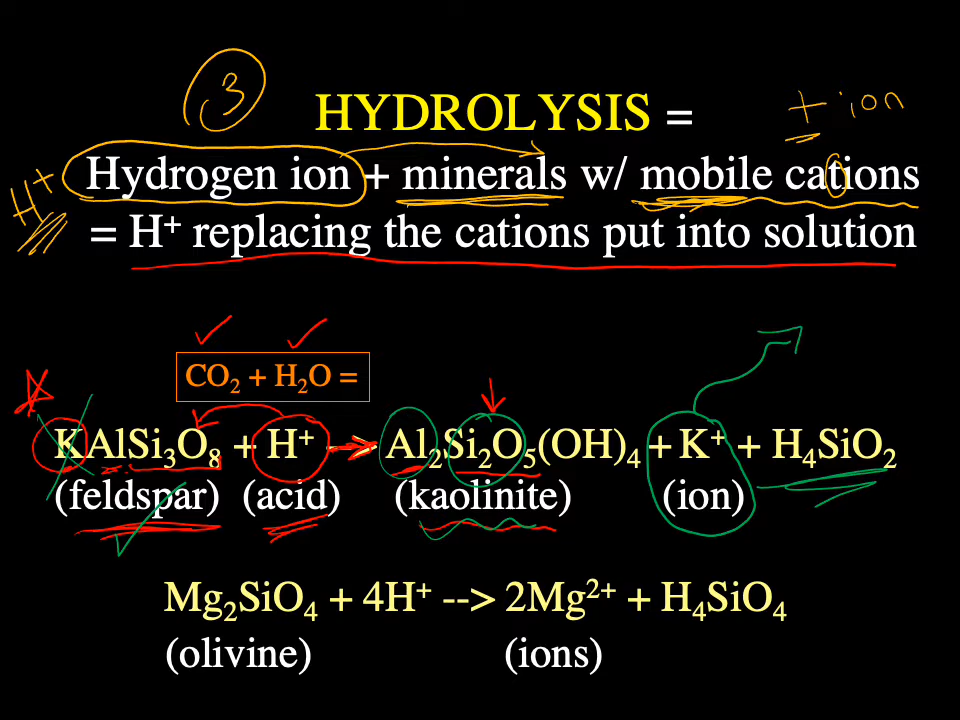 3
HYDROLYSIS =
+ ion
Hydrogen ion + minerals w/ mobile cations
H⁺
= H⁺ replacing the cations put into solution
CO₂ + H₂O =
KAlSi₃O₈ + H⁺ --> Al₂Si₂O₅(OH)₄ + K⁺ + H₄SiO₂
(feldspar) (acid) (kaolinite) (ion)
Mg₂SiO₄ + 4H⁺ --> 2Mg²⁺ + H₄SiO₄
(olivine) (ions)